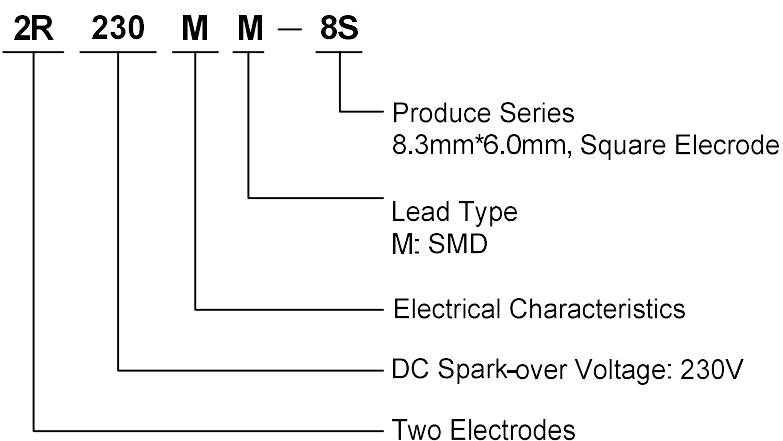 2R 230 M M – 8S
Produce Series
8.3mm*6.0mm, Square Elecrode
Lead Type
M: SMD
Electrical Characteristics
DC Spark-over Voltage: 230V
Two Electrodes